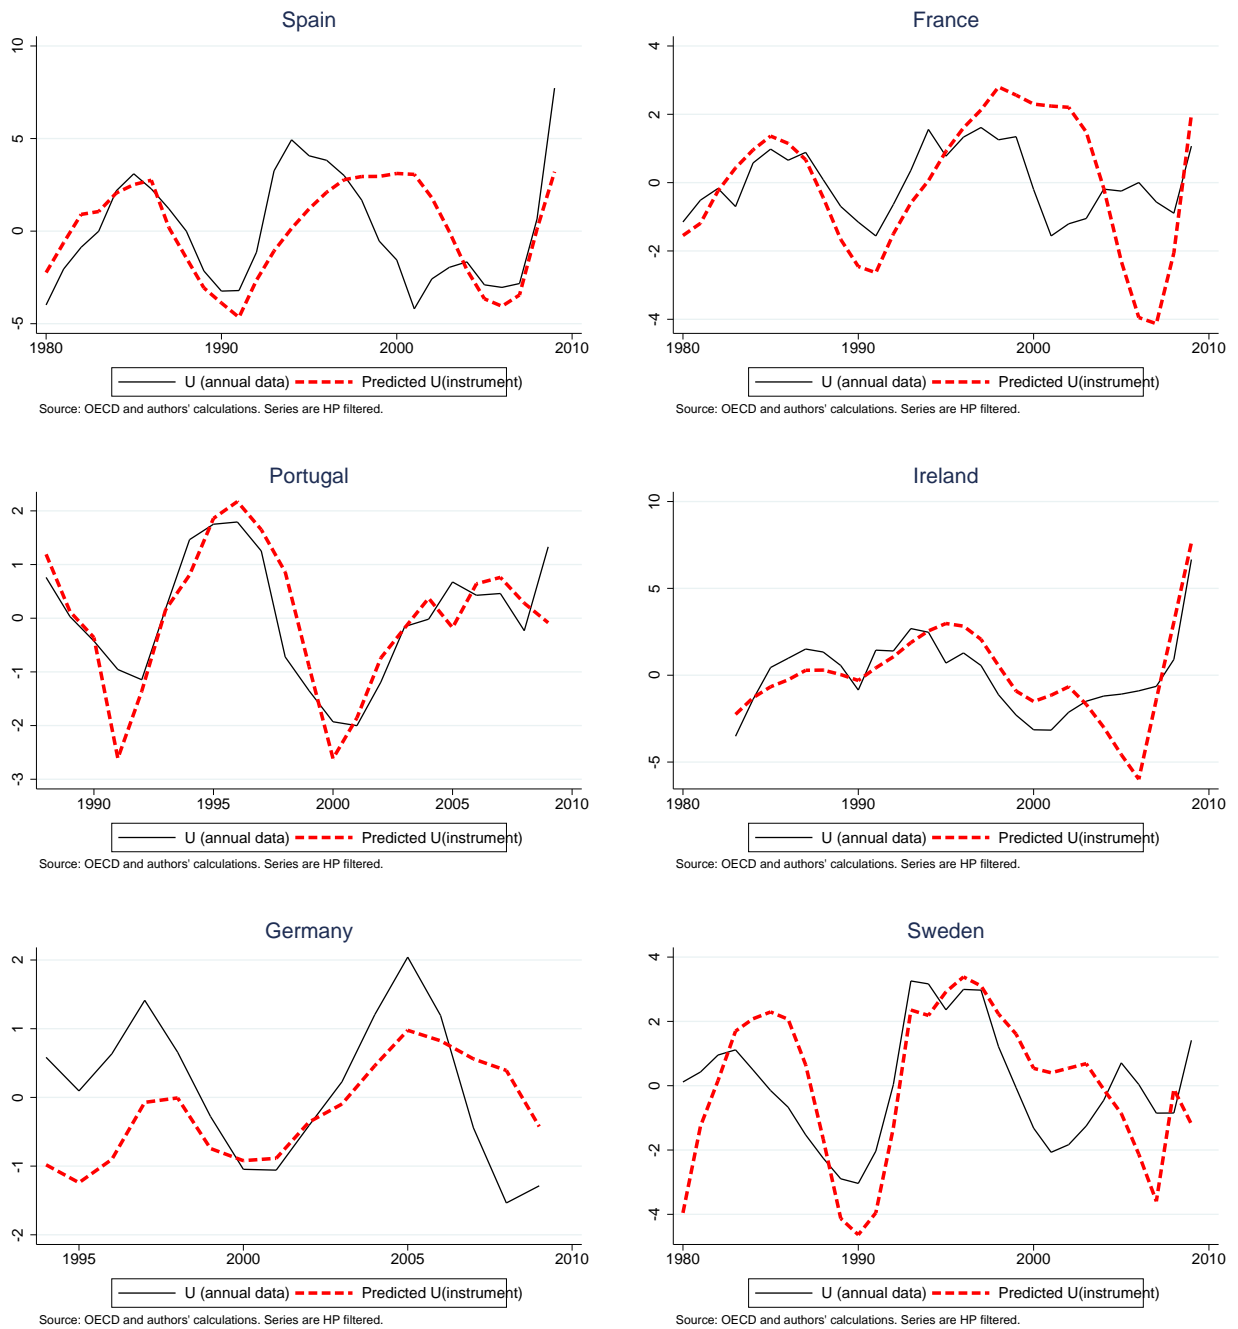 Spain
10
5
0
-5
1980 1990 2000 2010
U (annual data) Predicted U(instrument)
Source: OECD and authors' calculations. Series are HP filtered.
France
4
2
0
-2
-4
1980 1990 2000 2010
U (annual data) Predicted U(instrument)
Source: OECD and authors' calculations. Series are HP filtered.
Portugal
2
1
0
-1
-2
-3
1990 1995 2000 2005 2010
U (annual data) Predicted U(instrument)
Source: OECD and authors' calculations. Series are HP filtered.
Ireland
10
5
0
-5
1980 1990 2000 2010
U (annual data) Predicted U(instrument)
Source: OECD and authors' calculations. Series are HP filtered.
Germany
2
1
0
-1
-2
1995 2000 2005 2010
U (annual data) Predicted U(instrument)
Source: OECD and authors' calculations. Series are HP filtered.
Sweden
4
2
0
-2
-4
1980 1990 2000 2010
U (annual data) Predicted U(instrument)
Source: OECD and authors' calculations. Series are HP filtered.